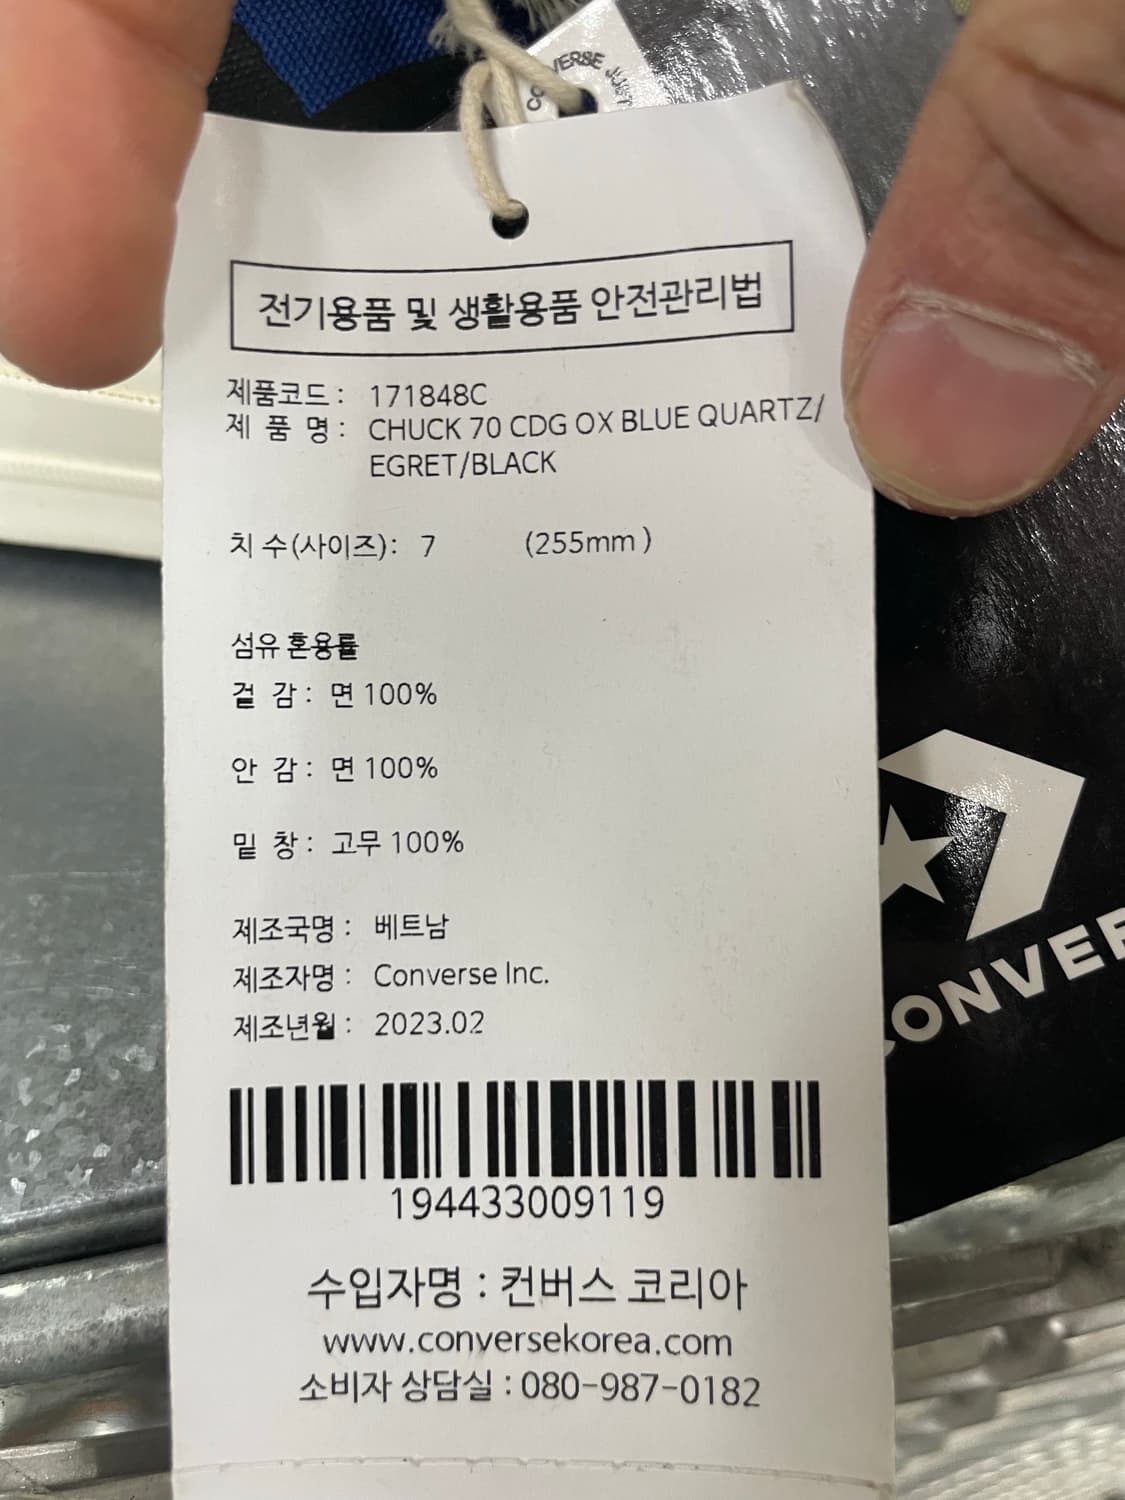 CONVERSE
전기용품 및 생활용품 안전관리법
제품코드 : 171848C
제 품 명 : CHUCK 70 CDG OX BLUE QUARTZ/
EGRET/BLACK
치 수(사이즈) : 7 (255mm )
섬유 혼용률
겉 감 : 면 100%
안 감 : 면 100%
밑 창 : 고무 100%
제조국명 : 베트남
제조자명 : Converse Inc.
제조년월 : 2023.02
194433009119
수입자명 : 컨버스 코리아
www.conversekorea.com
소비자 상담실 : 080-987-0182